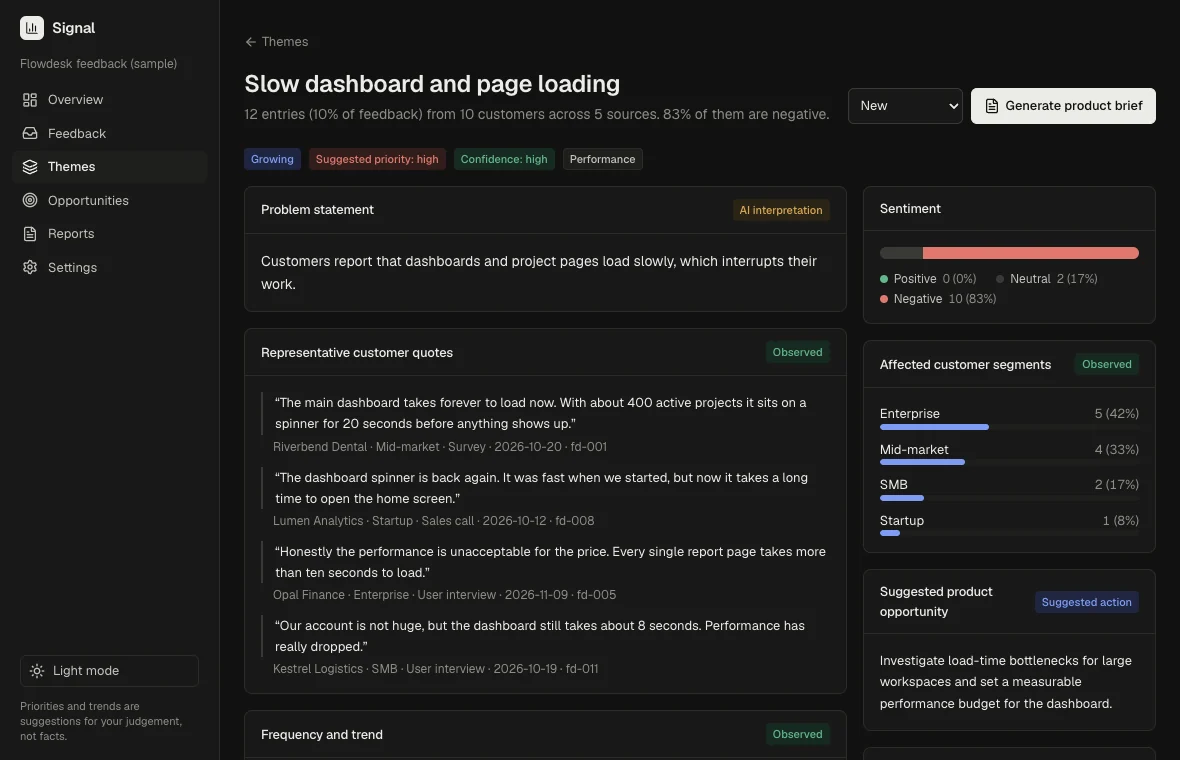 Signal
Flowdesk feedback (sample)
Overview
Feedback
Themes
Opportunities
Reports
Settings
Light mode
Priorities and trends are
suggestions for your judgement,
not facts.
← Themes
Slow dashboard and page loading
12 entries (10% of feedback) from 10 customers across 5 sources. 83% of them are negative.
New
Generate product brief
Growing
Suggested priority: high
Confidence: high
Performance
Problem statement
AI interpretation
Customers report that dashboards and project pages load slowly, which interrupts their
work.
Representative customer quotes
Observed
“The main dashboard takes forever to load now. With about 400 active projects it sits on a
spinner for 20 seconds before anything shows up.”
Riverbend Dental · Mid-market · Survey · 2026-10-20 · fd-001
“The dashboard spinner is back again. It was fast when we started, but now it takes a long
time to open the home screen.”
Lumen Analytics · Startup · Sales call · 2026-10-12 · fd-008
“Honestly the performance is unacceptable for the price. Every single report page takes more
than ten seconds to load.”
Opal Finance · Enterprise · User interview · 2026-11-09 · fd-005
“Our account is not huge, but the dashboard still takes about 8 seconds. Performance has
really dropped.”
Kestrel Logistics · SMB · User interview · 2026-10-19 · fd-011
Frequency and trend
Observed
Sentiment
Positive 0 (0%)
Neutral 2 (17%)
Negative 10 (83%)
Affected customer segments
Observed
Enterprise 5 (42%)
Mid-market 4 (33%)
SMB 2 (17%)
Startup 1 (8%)
Suggested product
opportunity
Suggested action
Investigate load-time bottlenecks for large
workspaces and set a measurable
performance budget for the dashboard.